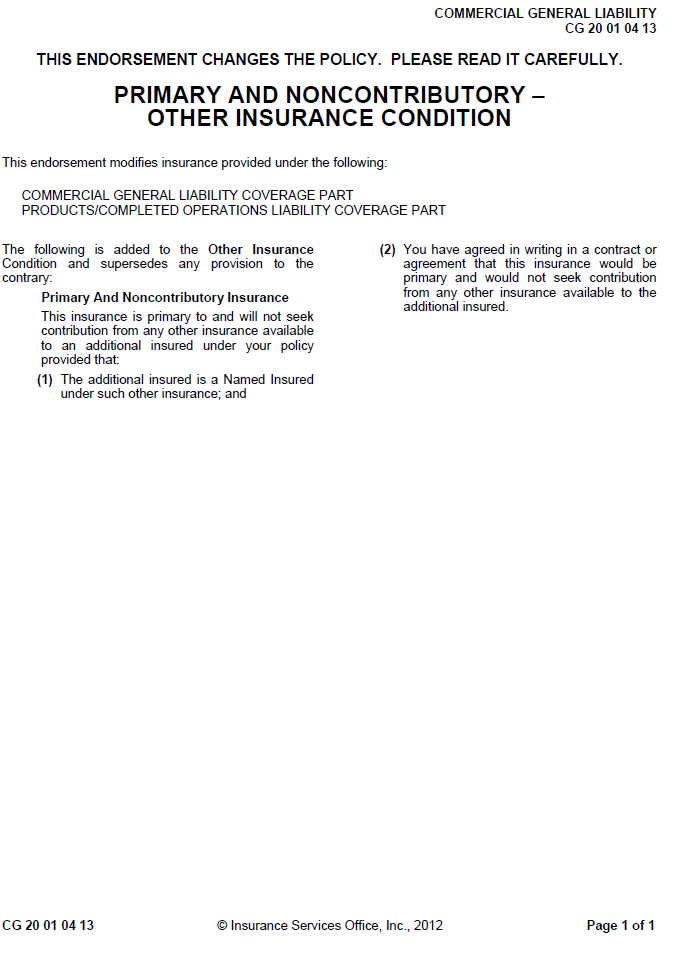 COMMERCIAL GENERAL LIABILITY
CG 20 01 04 13
THIS ENDORSEMENT CHANGES THE POLICY. PLEASE READ IT CAREFULLY.
PRIMARY AND NONCONTRIBUTORY –
OTHER INSURANCE CONDITION
This endorsement modifies insurance provided under the following:
COMMERCIAL GENERAL LIABILITY COVERAGE PART
PRODUCTS/COMPLETED OPERATIONS LIABILITY COVERAGE PART
The following is added to the Other Insurance
Condition and supersedes any provision to the
contrary:
Primary And Noncontributory Insurance
This insurance is primary to and will not seek
contribution from any other insurance available
to an additional insured under your policy
provided that:
(1) The additional insured is a Named Insured
under such other insurance; and
(2) You have agreed in writing in a contract or
agreement that this insurance would be
primary and would not seek contribution
from any other insurance available to the
additional insured.
CG 20 01 04 13
© Insurance Services Office, Inc., 2012
Page 1 of 1